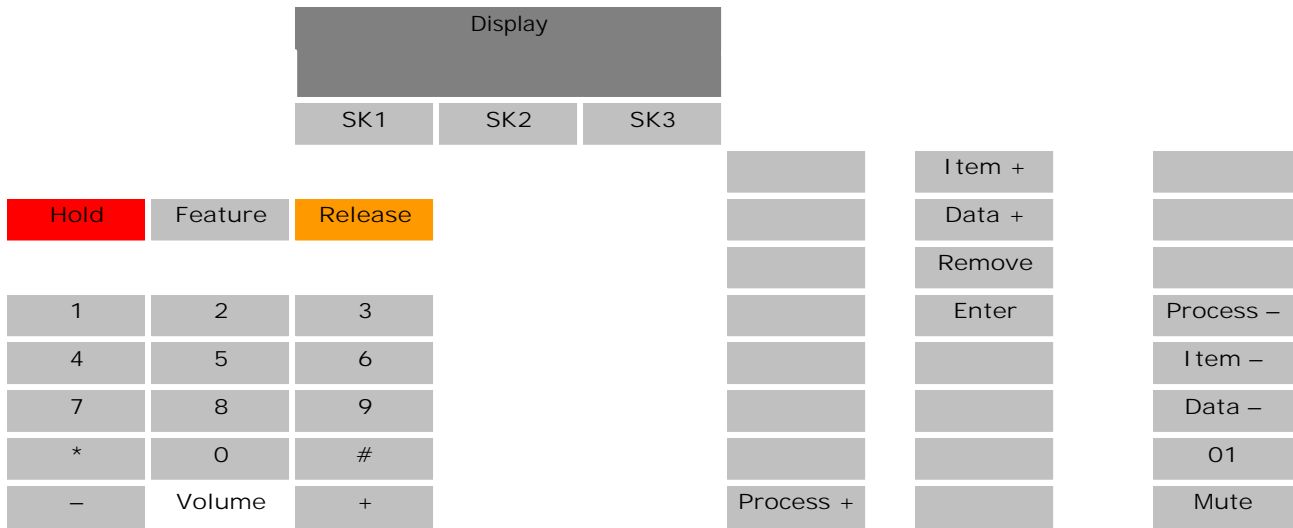 Display
SK1 SK2 SK3
Item +
Hold Feature Release Data +
Remove
1 2 3 Enter Process –
4 5 6 Item –
7 8 9 Data –
* 0 # 01
– Volume + Process + Mute